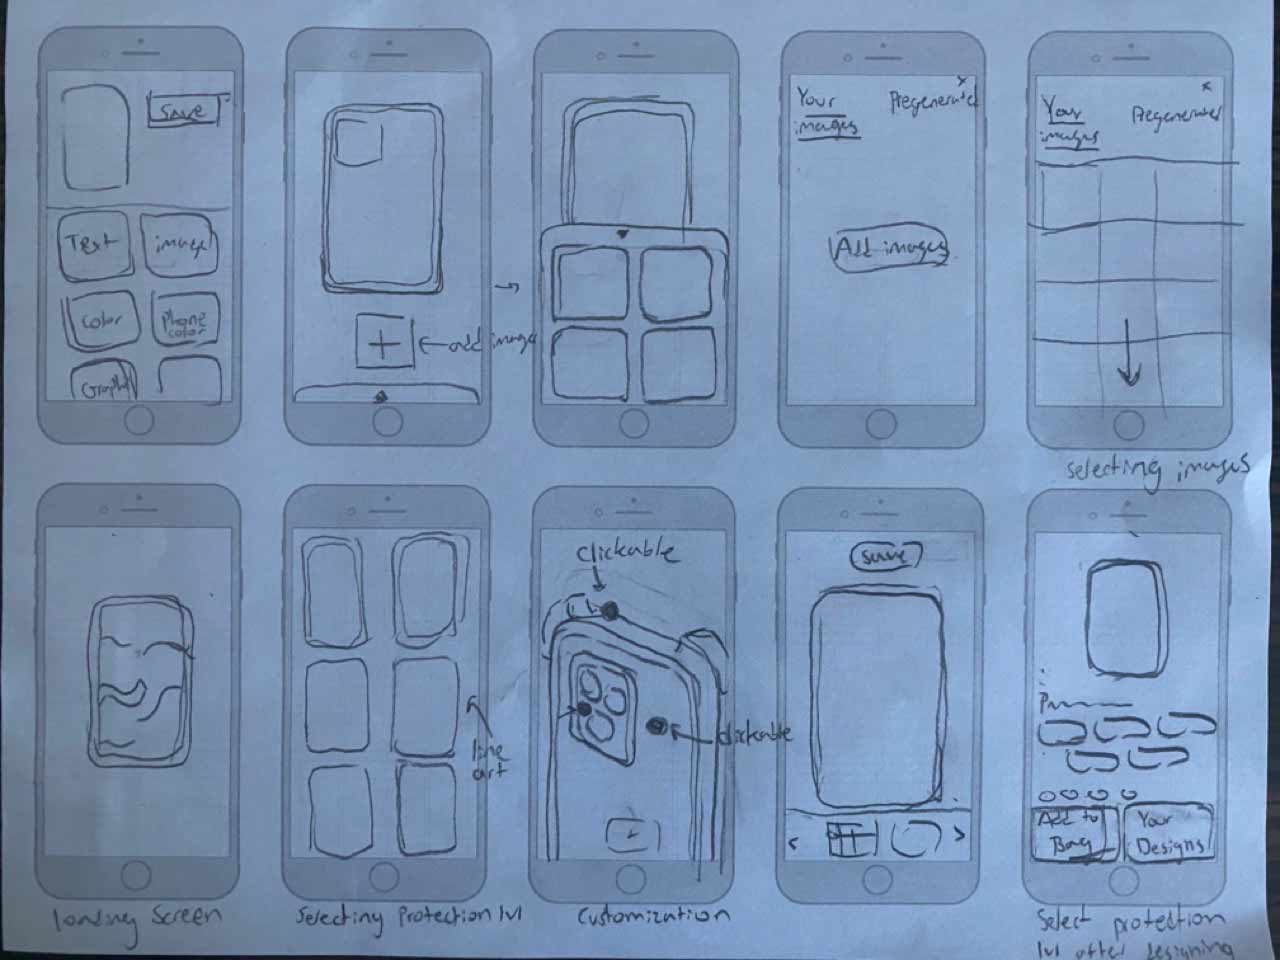 Save
Text
image
Color
Phone
color
Graphi
+
← add images
Your
images
x
Pregenerated
Add images
Your
images
x
Pregenerated
Selecting images
line
art
clickable
clickable
+
save
<
>
Add to
Bag
Your
Designs
loading Screen
Selecting Protection lvl
Customization
Select protection
lvl after designing